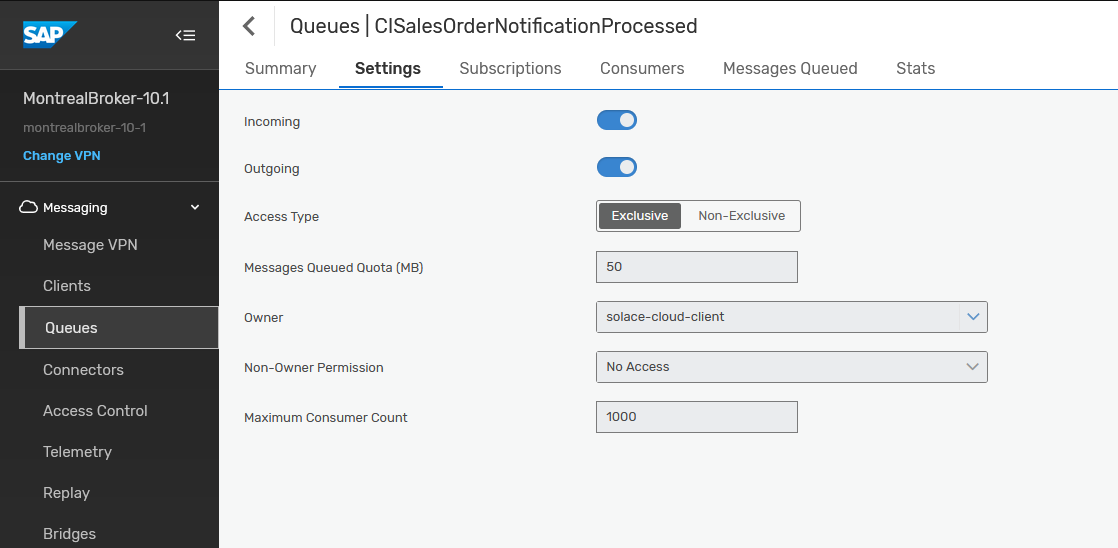 SAP
MontrealBroker-10.1
montrealbroker-10-1
Change VPN
Messaging
Message VPN
Clients
Queues
Connectors
Access Control
Telemetry
Replay
Bridges
Queues | CISalesOrderNotificationProcessed
Summary Settings Subscriptions Consumers Messages Queued Stats
Incoming
Outgoing
Access Type Exclusive Non-Exclusive
Messages Queued Quota (MB) 50
Owner solace-cloud-client
Non-Owner Permission No Access
Maximum Consumer Count 1000